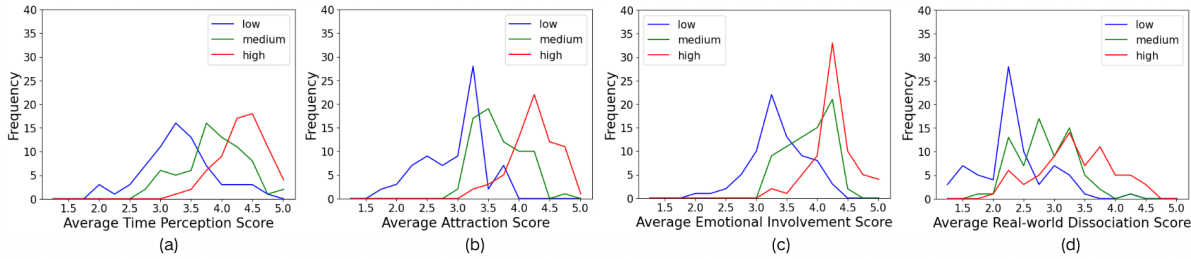 40
35
30
25
20
15
10
5
0
Frequency
low
medium
high
1.5 2.0 2.5 3.0 3.5 4.0 4.5 5.0
Average Time Perception Score
(a)
40
35
30
25
20
15
10
5
0
Frequency
low
medium
high
1.5 2.0 2.5 3.0 3.5 4.0 4.5 5.0
Average Attraction Score
(b)
40
35
30
25
20
15
10
5
0
Frequency
low
medium
high
1.5 2.0 2.5 3.0 3.5 4.0 4.5 5.0
Average Emotional Involvement Score
(c)
40
35
30
25
20
15
10
5
0
Frequency
low
medium
high
1.5 2.0 2.5 3.0 3.5 4.0 4.5 5.0
Average Real-world Dissociation Score
(d)